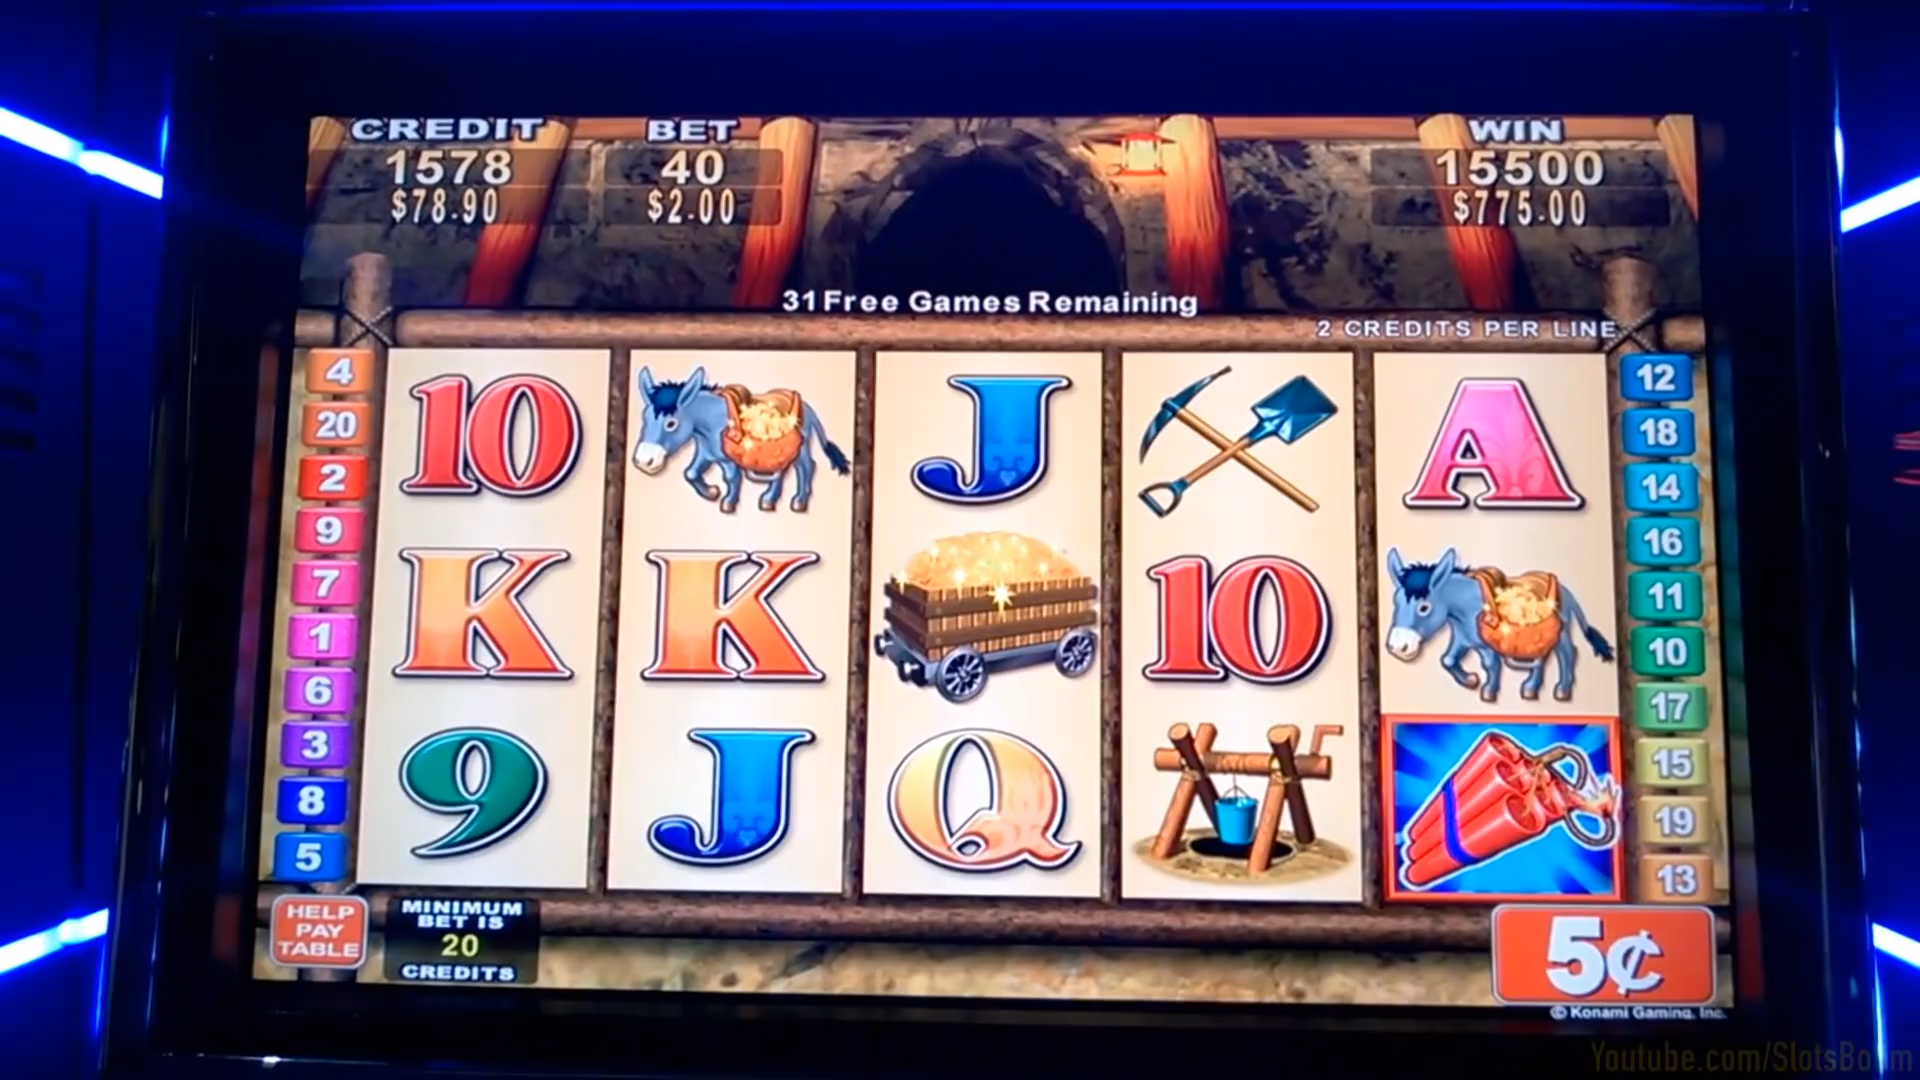 CREDIT BET WIN
1578 40 15500
$78.90 $2.00 $775.00
31 Free Games Remaining
2 CREDITS PER LINE
4 12
20 18
2 14
9 16
7 11
1 10
6 17
3 15
8 19
5 13
10 J A
K K 10
9 J Q
HELP
PAY
TABLE
MINIMUM
BET IS
20
CREDITS
5¢
© Konami Gaming, Inc.
Youtube.com/SlotsBoom